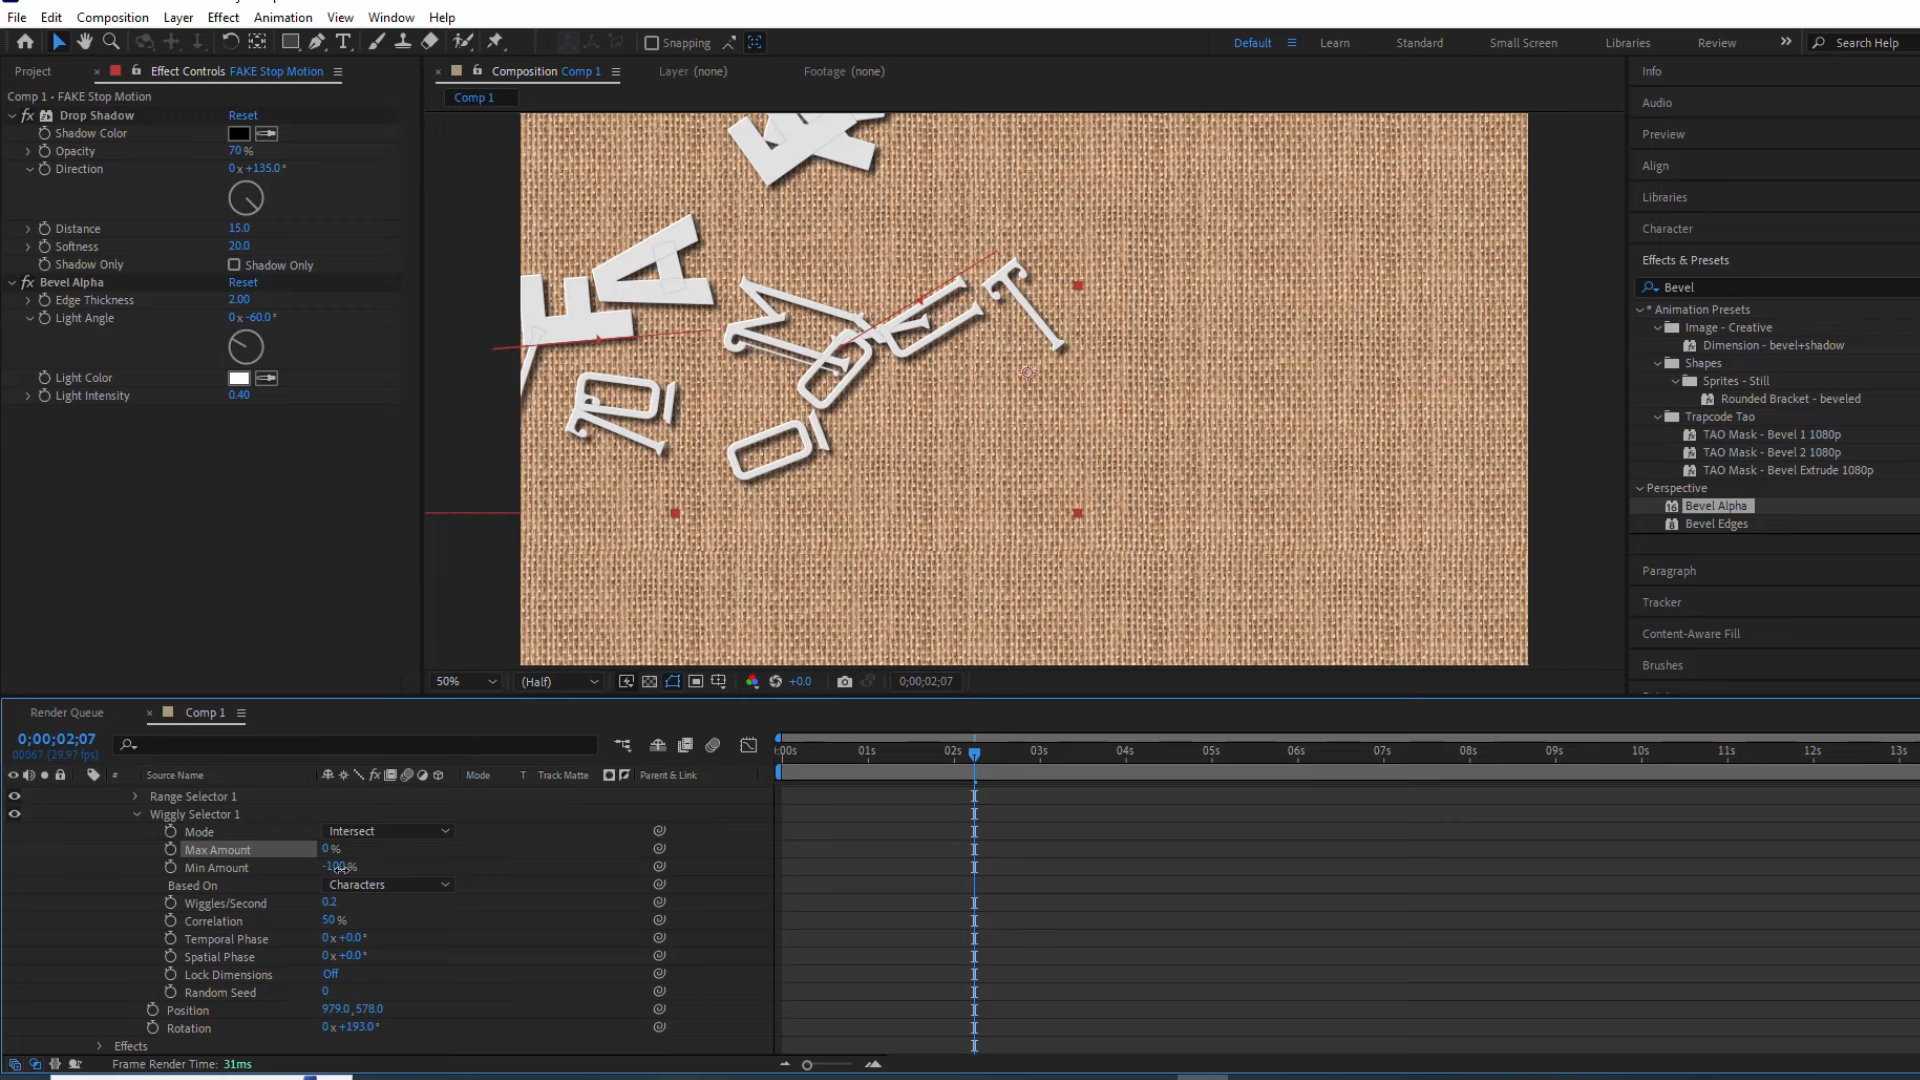 File Edit Composition Layer Effect Animation View Window Help
Snapping
Default Learn Standard Small Screen Libraries Review Search Help
Project Effect Controls FAKE Stop Motion
Composition Comp 1 Layer (none) Footage (none)
Comp 1
Comp 1 • FAKE Stop Motion
fx Drop Shadow Reset
Shadow Color
Opacity 70 %
Direction 0 x +135.0 °
Distance 15.0
Softness 20.0
Shadow Only Shadow Only
fx Bevel Alpha Reset
Edge Thickness 2.00
Light Angle 0 x -60.0 °
Light Color
Light Intensity 0.40
Info
Audio
Preview
Align
Libraries
Character
Effects & Presets
Bevel
* Animation Presets
Image - Creative
Dimension - bevel+shadow
Shapes
Sprites - Still
Rounded Bracket - beveled
Trapcode Tao
TAO Mask - Bevel 1 1080p
TAO Mask - Bevel 2 1080p
TAO Mask - Bevel Extrude 1080p
Perspective
Bevel Alpha
Bevel Edges
Paragraph
Tracker
Content-Aware Fill
Brushes
50% (Half) +0.0 0;00;02;07
Render Queue Comp 1
0;00;02;07
00067 (29.97 fps)
:00s 01s 02s 03s 04s 05s 06s 07s 08s 09s 10s 11s 12s 13s
# Source Name fx Mode T Track Matte Parent & Link
Range Selector 1
Wiggly Selector 1
Mode Intersect
Max Amount 0 %
Min Amount -100 %
Based On Characters
Wiggles/Second 0.2
Correlation 50 %
Temporal Phase 0 x +0.0 °
Spatial Phase 0 x +0.0 °
Lock Dimensions Off
Random Seed 0
Position 979.0, 578.0
Rotation 0 x +193.0 °
Effects
Frame Render Time: 31ms